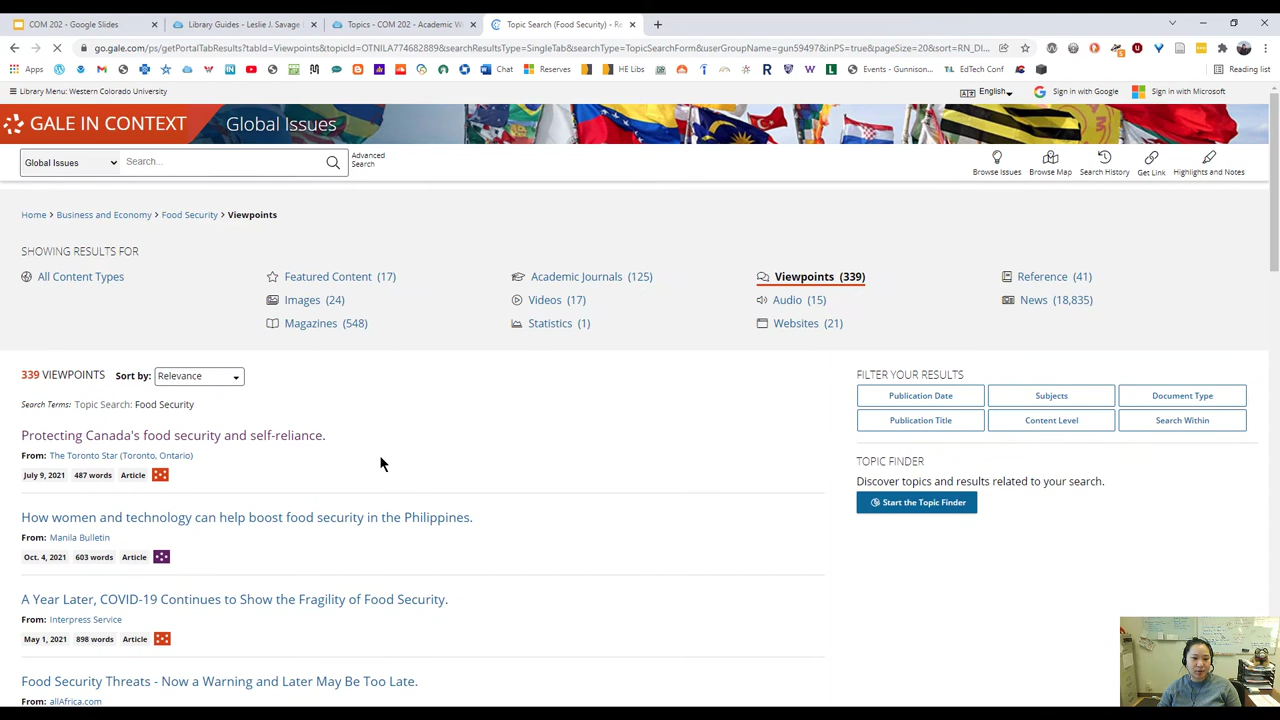 COM 202 - Google Slides
Library Guides - Leslie J. Savage
Topics - COM 202 - Academic W
Topic Search (Food Security) - Re
go.gale.com/ps/getPortalTabResults?tabId=Viewpoints&topicId=OTNILA774682889&searchResultsType=SingleTab&searchType=TopicSearchForm&userGroupName=gun59497&inPS=true&pageSize=20&sort=RN_DI...
Apps
Chat
Reserves
HE Libs
Events - Gunnison...
EdTech Conf
Reading list
Library Menu: Western Colorado University
English
Sign in with Google
Sign in with Microsoft
GALE IN CONTEXT Global Issues
Global Issues
Search...
Advanced Search
Browse Issues
Browse Map
Search History
Get Link
Highlights and Notes
Home > Business and Economy > Food Security > Viewpoints
SHOWING RESULTS FOR
All Content Types
Featured Content (17)
Academic Journals (125)
Viewpoints (339)
Reference (41)
Images (24)
Videos (17)
Audio (15)
News (18,835)
Magazines (548)
Statistics (1)
Websites (21)
339 VIEWPOINTS Sort by: Relevance
Search Terms: Topic Search: Food Security
Protecting Canada's food security and self-reliance.
From: The Toronto Star (Toronto, Ontario)
July 9, 2021 487 words Article
How women and technology can help boost food security in the Philippines.
From: Manila Bulletin
Oct. 4, 2021 603 words Article
A Year Later, COVID-19 Continues to Show the Fragility of Food Security.
From: Interpress Service
May 1, 2021 898 words Article
Food Security Threats - Now a Warning and Later May Be Too Late.
From: allAfrica.com
FILTER YOUR RESULTS
Publication Date
Subjects
Document Type
Publication Title
Content Level
Search Within
TOPIC FINDER
Discover topics and results related to your search.
Start the Topic Finder